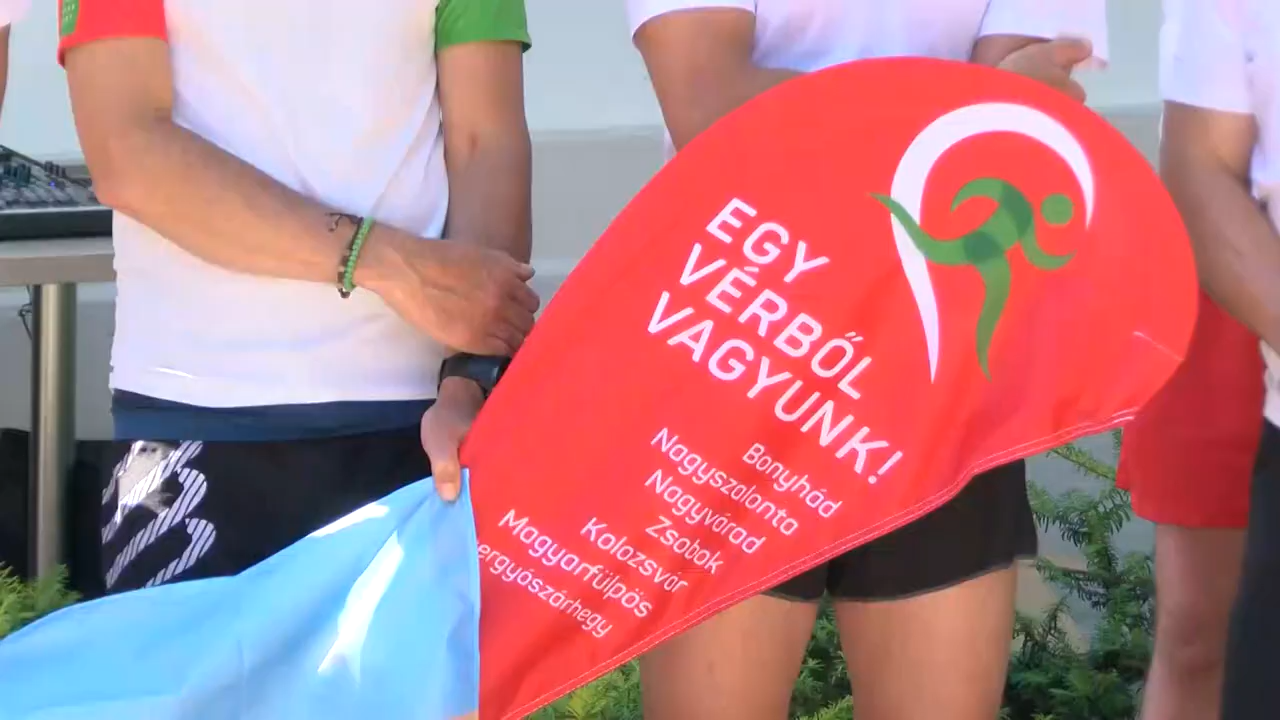 EGY
VÉRBŐL
VAGYUNK!
Bonyhád
Nagyszalonta
Nagyvárad
Zsobok
Kolozsvár
Magyarfülpös
ergyószárhegy